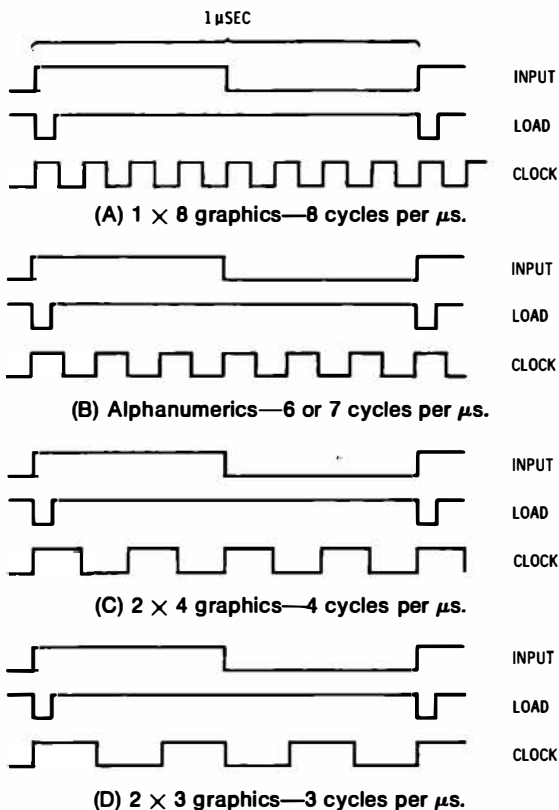 1 μSEC
INPUT
LOAD
CLOCK
(A) 1 × 8 graphics—8 cycles per μs.
INPUT
LOAD
CLOCK
(B) Alphanumerics—6 or 7 cycles per μs.
INPUT
LOAD
CLOCK
(C) 2 × 4 graphics—4 cycles per μs.
INPUT
LOAD
CLOCK
(D) 2 × 3 graphics—3 cycles per μs.